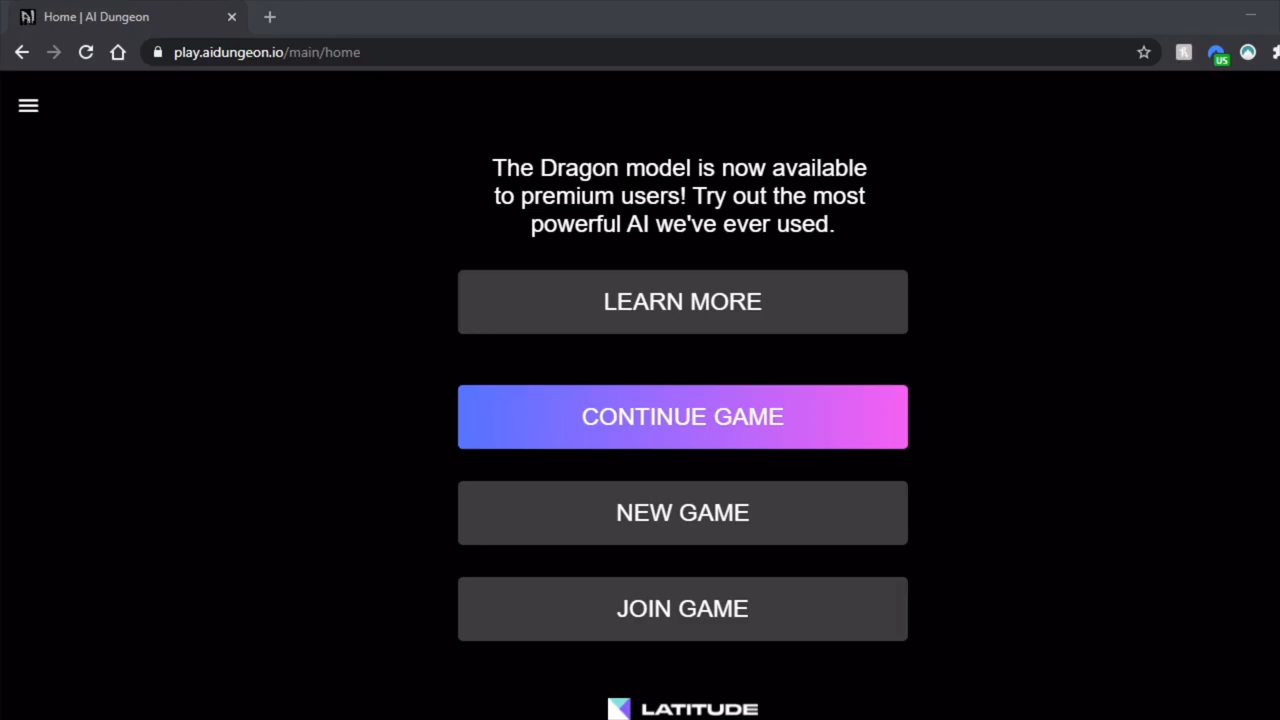 Home | AI Dungeon
play.aidungeon.io/main/home
US
The Dragon model is now available
to premium users! Try out the most
powerful AI we've ever used.
LEARN MORE
CONTINUE GAME
NEW GAME
JOIN GAME
LATITUDE